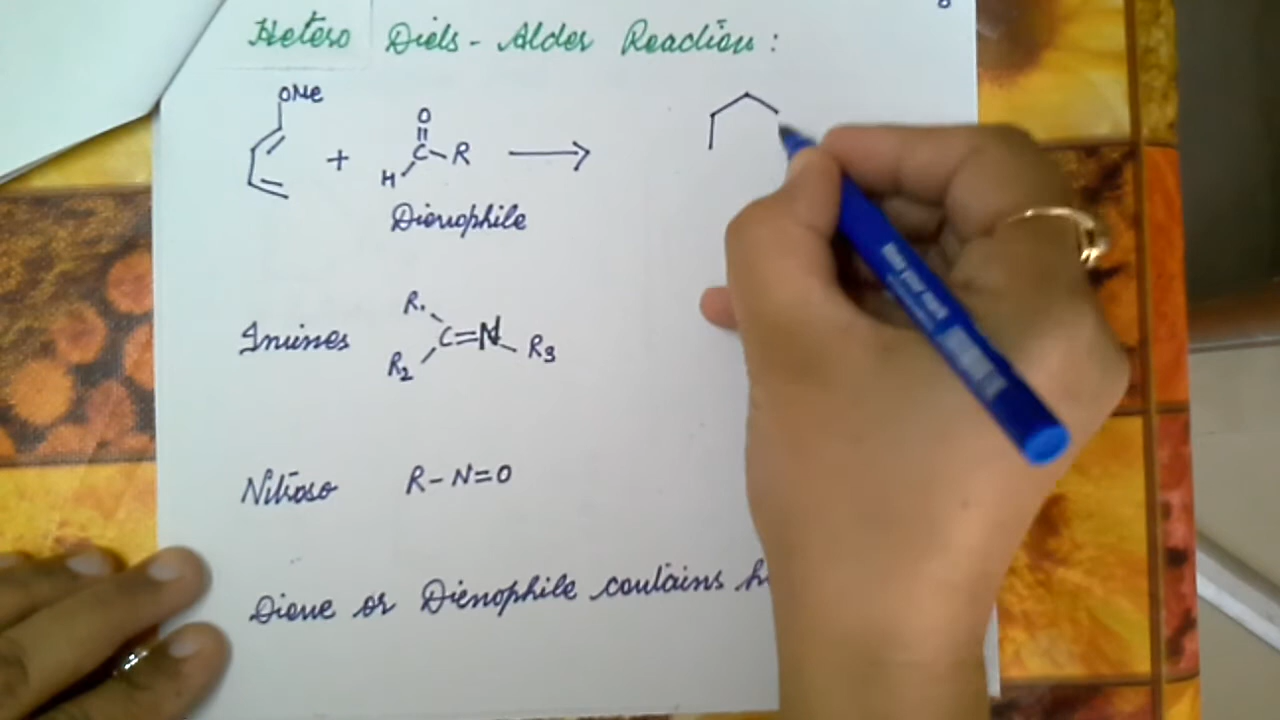 Hetero Diels - Alder Reaction :
OMe
+ O C R H →
Dienophile
Imines R1 R2 C=N R3
Nitroso R-N=O
Diene or Dienophile contains